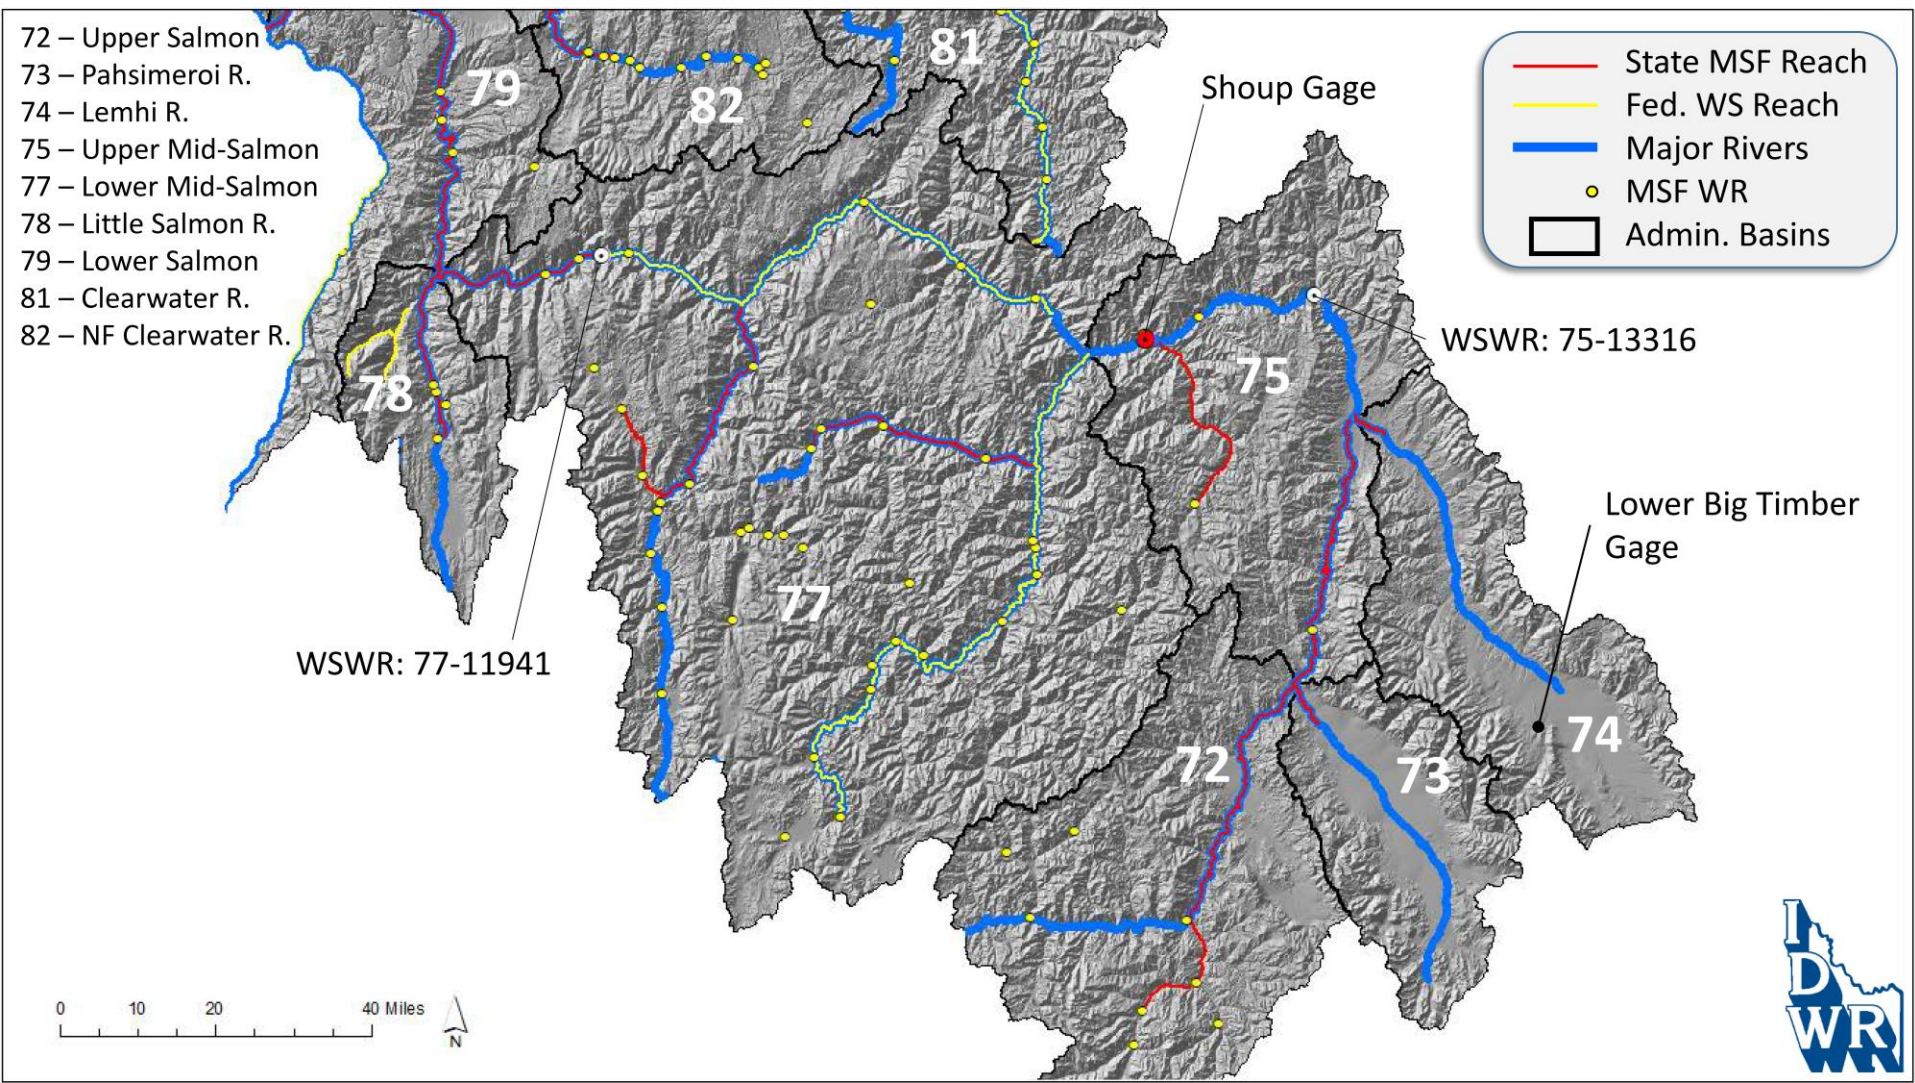 72 – Upper Salmon
73 – Pahsimeroi R.
74 – Lemhi R.
75 – Upper Mid-Salmon
77 – Lower Mid-Salmon
78 – Little Salmon R.
79 – Lower Salmon
81 – Clearwater R.
82 – NF Clearwater R.
79
82
81
Shoup Gage
State MSF Reach
Fed. WS Reach
Major Rivers
MSF WR
Admin. Basins
WSWR: 75-13316
75
78
Lower Big Timber
Gage
77
WSWR: 77-11941
72
73
74
0 10 20 40 Miles
N
I
D
WR